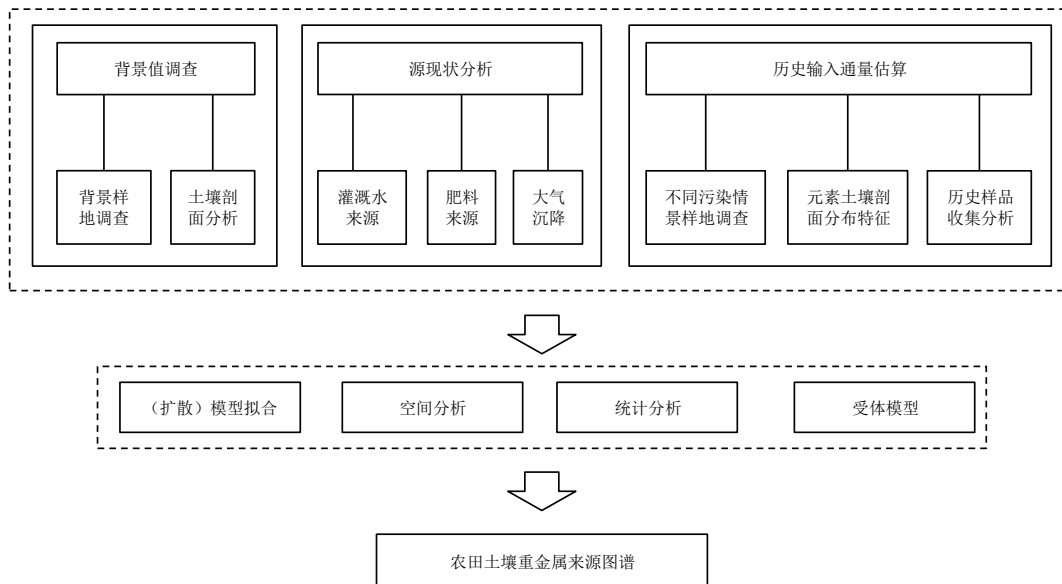 背景值调查
源现状分析
历史输入通量估算
背景样
地调查
土壤剖
面分析
灌溉水
来源
肥料
来源
大气
沉降
不同污染情
景样地调查
元素土壤剖
面分布特征
历史样品
收集分析
（扩散）模型拟合
空间分析
统计分析
受体模型
农田土壤重金属来源图谱